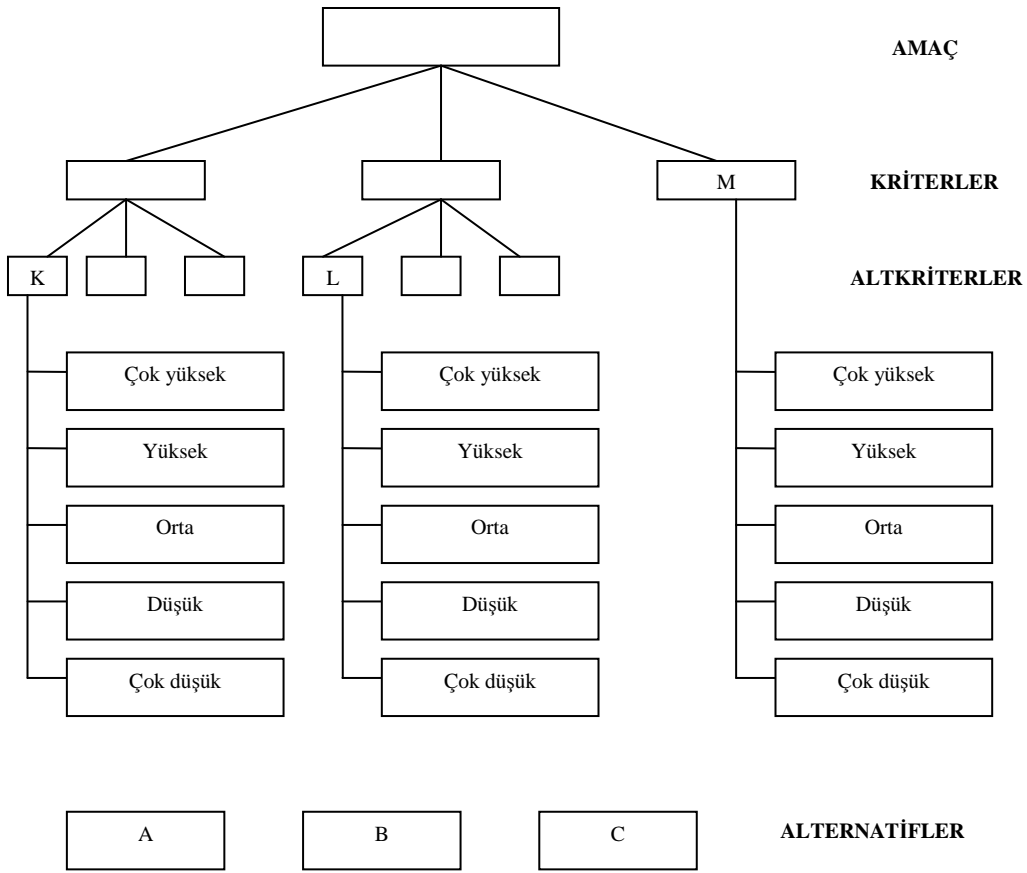 AMAÇ
M
KRİTERLER
K
L
ALTKRİTERLER
Çok yüksek
Çok yüksek
Çok yüksek
Yüksek
Yüksek
Yüksek
Orta
Orta
Orta
Düşük
Düşük
Düşük
Çok düşük
Çok düşük
Çok düşük
A
B
C
ALTERNATİFLER